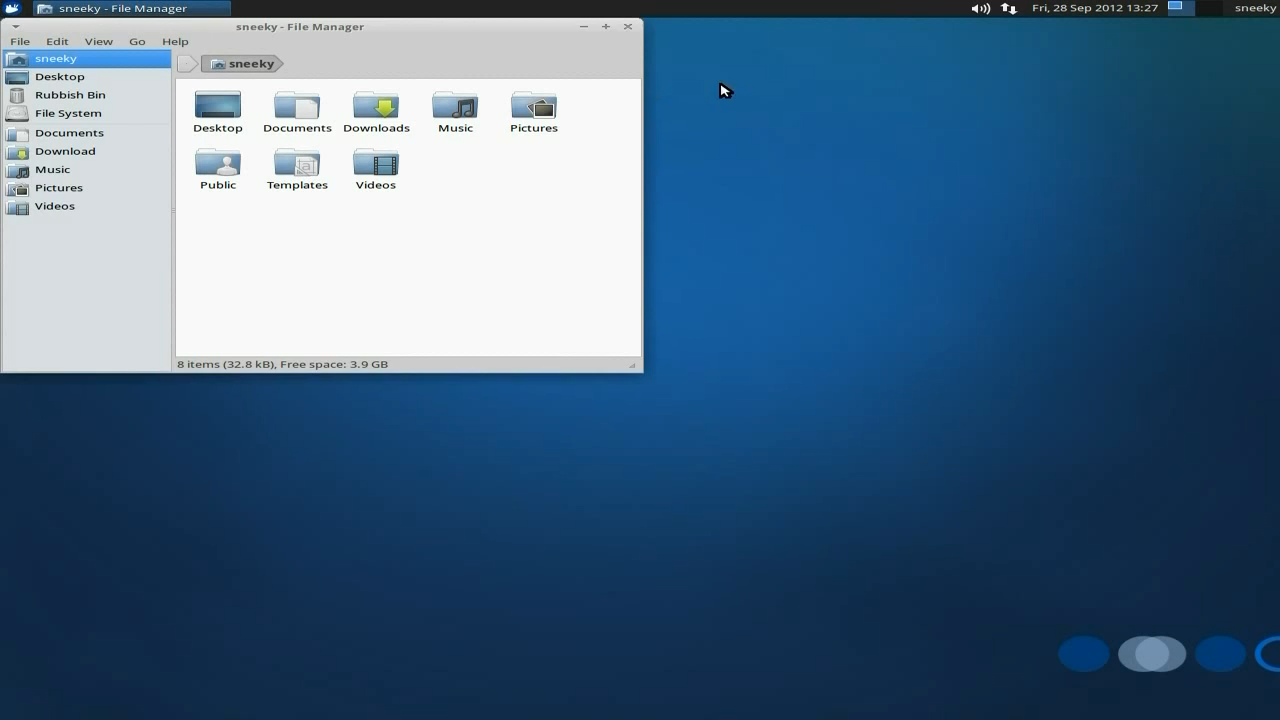 sneeky - File Manager
Fri, 28 Sep 2012 13:27
sneeky
sneeky - File Manager
File Edit View Go Help
sneeky
Desktop
Rubbish Bin
File System
Documents
Download
Music
Pictures
Videos
sneeky
Desktop Documents Downloads Music Pictures
Public Templates Videos
8 items (32.8 kB), Free space: 3.9 GB